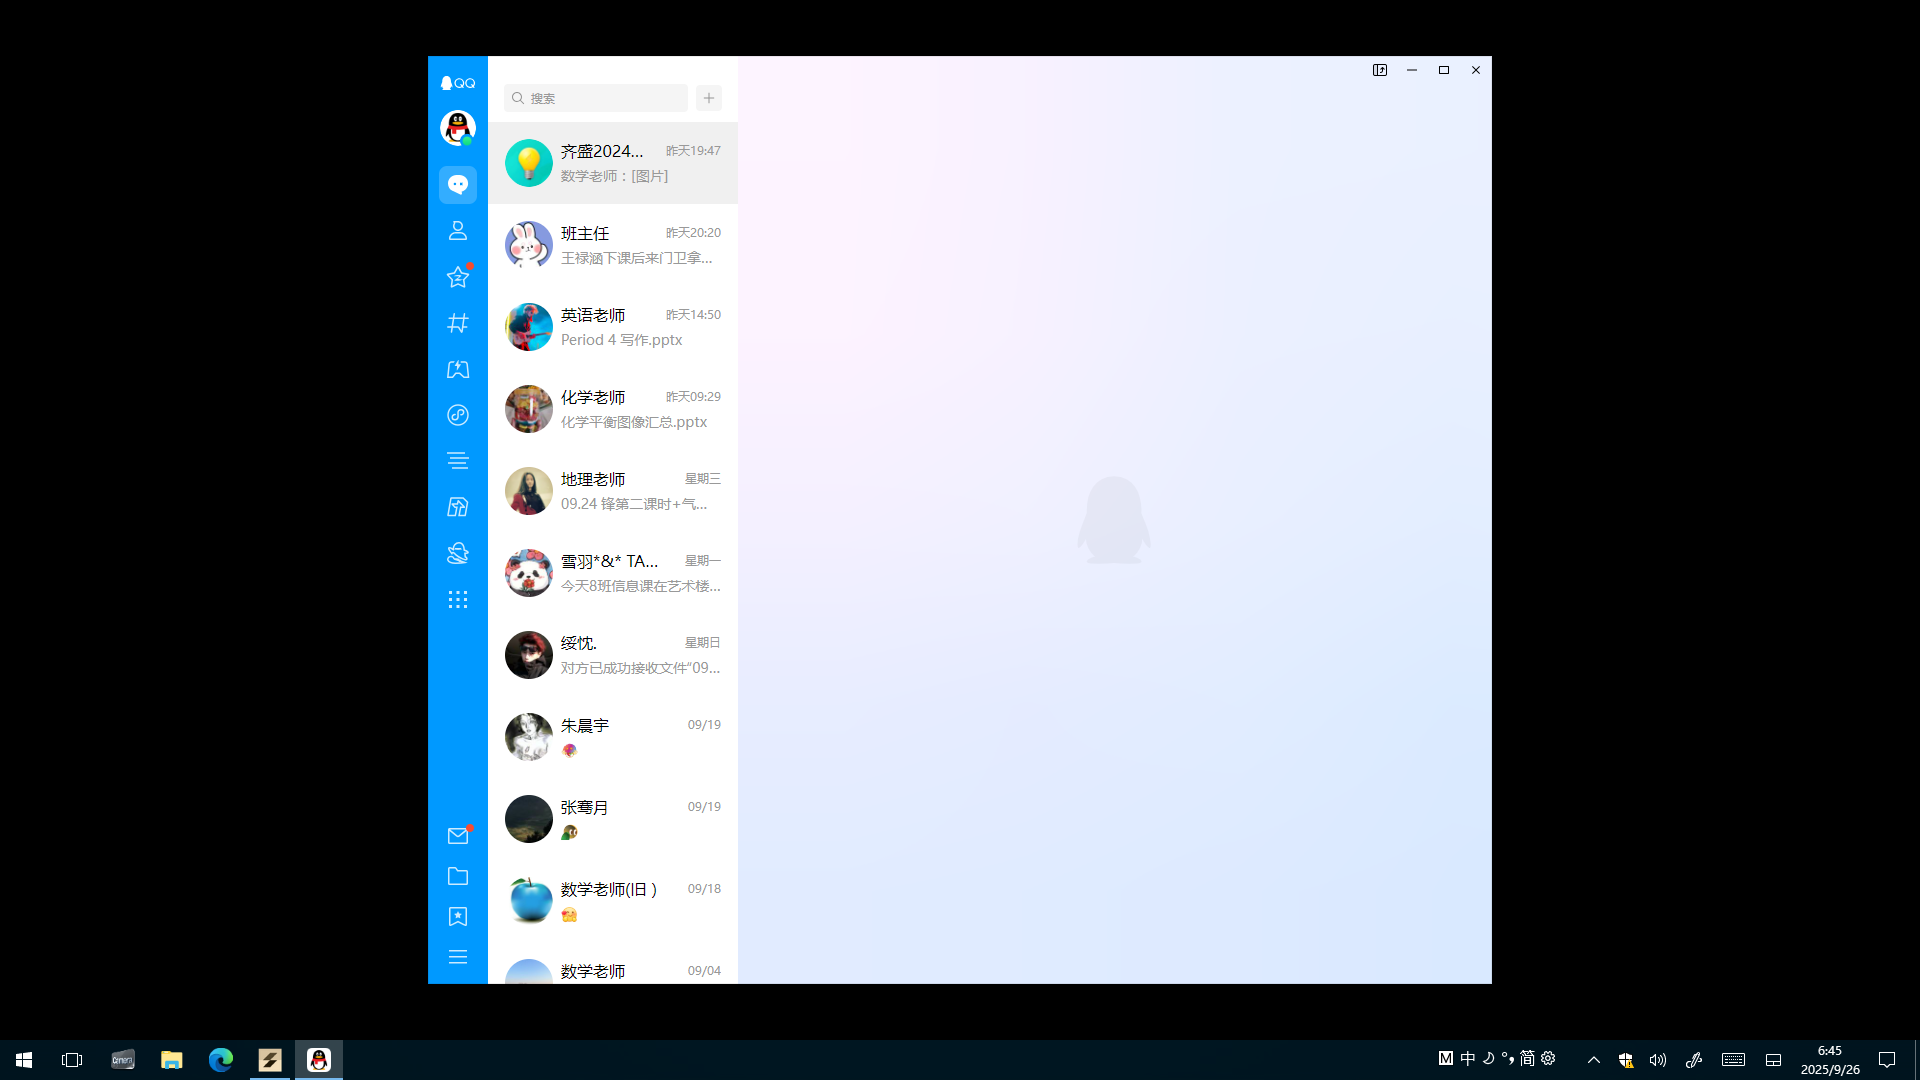 QQ
搜索
齐盛2024... 昨天19:47
数学老师：[图片]
班主任 昨天20:20
王禄涵下课后来门卫拿...
英语老师 昨天14:50
Period 4 写作.pptx
化学老师 昨天09:29
化学平衡图像汇总.pptx
地理老师 星期三
09.24 锋第二课时+气...
雪羽*&* TA... 星期一
今天8班信息课在艺术楼...
绥忱. 星期日
对方已成功接收文件“09...
朱晨宇 09/19
张骞月 09/19
数学老师(旧 ) 09/18
数学老师 09/04
Camera
M 中 简
6:45
2025/9/26